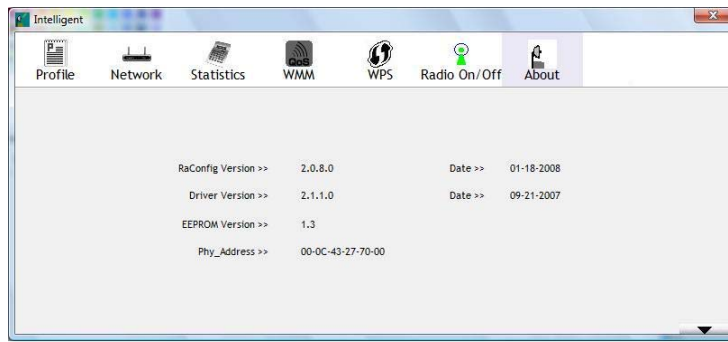 Intelligent
Profile Network Statistics WMM WPS Radio On/Off About
QoS
RaConfig Version >> 2.0.8.0 Date >> 01-18-2008
Driver Version >> 2.1.1.0 Date >> 09-21-2007
EEPROM Version >> 1.3
Phy_Address >> 00-0C-43-27-70-00